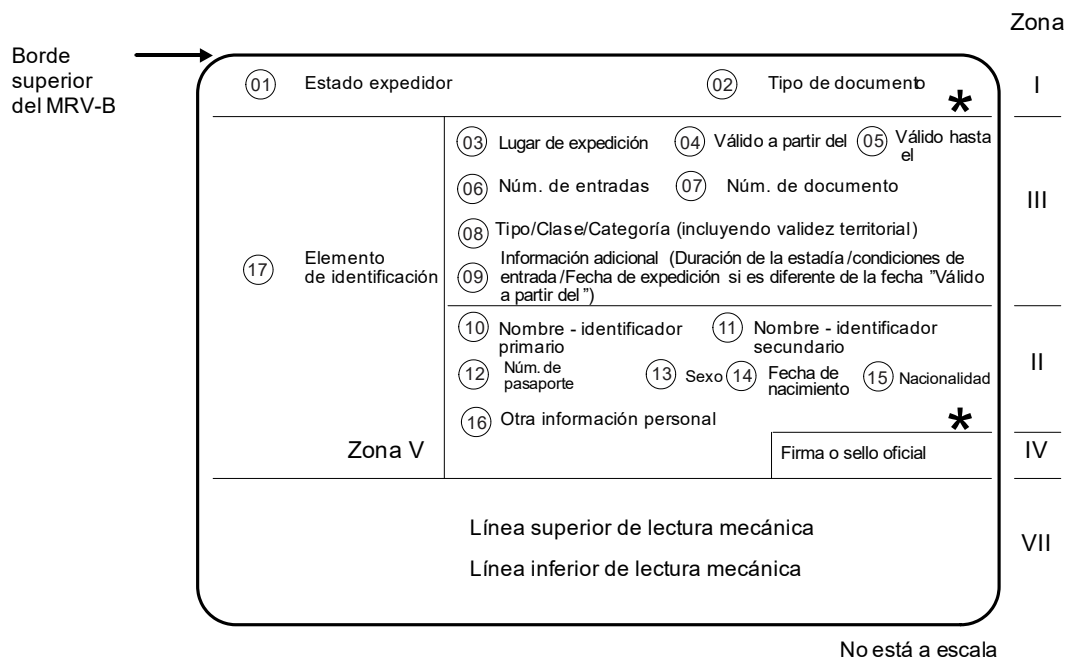 Zona
Borde
superior
del MRV-B
01 Estado expedidor 02 Tipo de documento * I
03 Lugar de expedición 04 Válido a partir del 05 Válido hasta
el
06 Núm. de entradas 07 Núm. de documento III
08 Tipo/Clase/Categoría (incluyendo validez territorial)
17 Elemento
de identificación
09 Información adicional (Duración de la estadía/condiciones de
entrada/Fecha de expedición si es diferente de la fecha "Válido
a partir del")
10 Nombre - identificador
primario
11 Nombre - identificador
secundario
II
12 Núm. de
pasaporte
13 Sexo
14 Fecha de
nacimiento
15 Nacionalidad
16 Otra información personal *
Zona V
Firma o sello oficial
IV
Línea superior de lectura mecánica
VII
Línea inferior de lectura mecánica
No está a escala